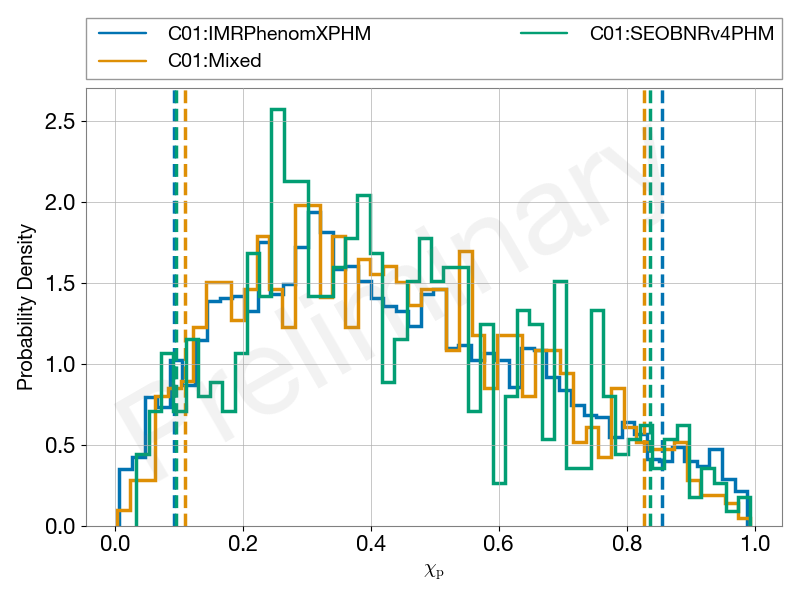 C01:IMRPhenomXPHM
C01:Mixed
C01:SEOBNRv4PHM
Preliminary
Probability Density
2.5
2.0
1.5
1.0
0.5
0.0
0.0 0.2 0.4 0.6 0.8 1.0
χp